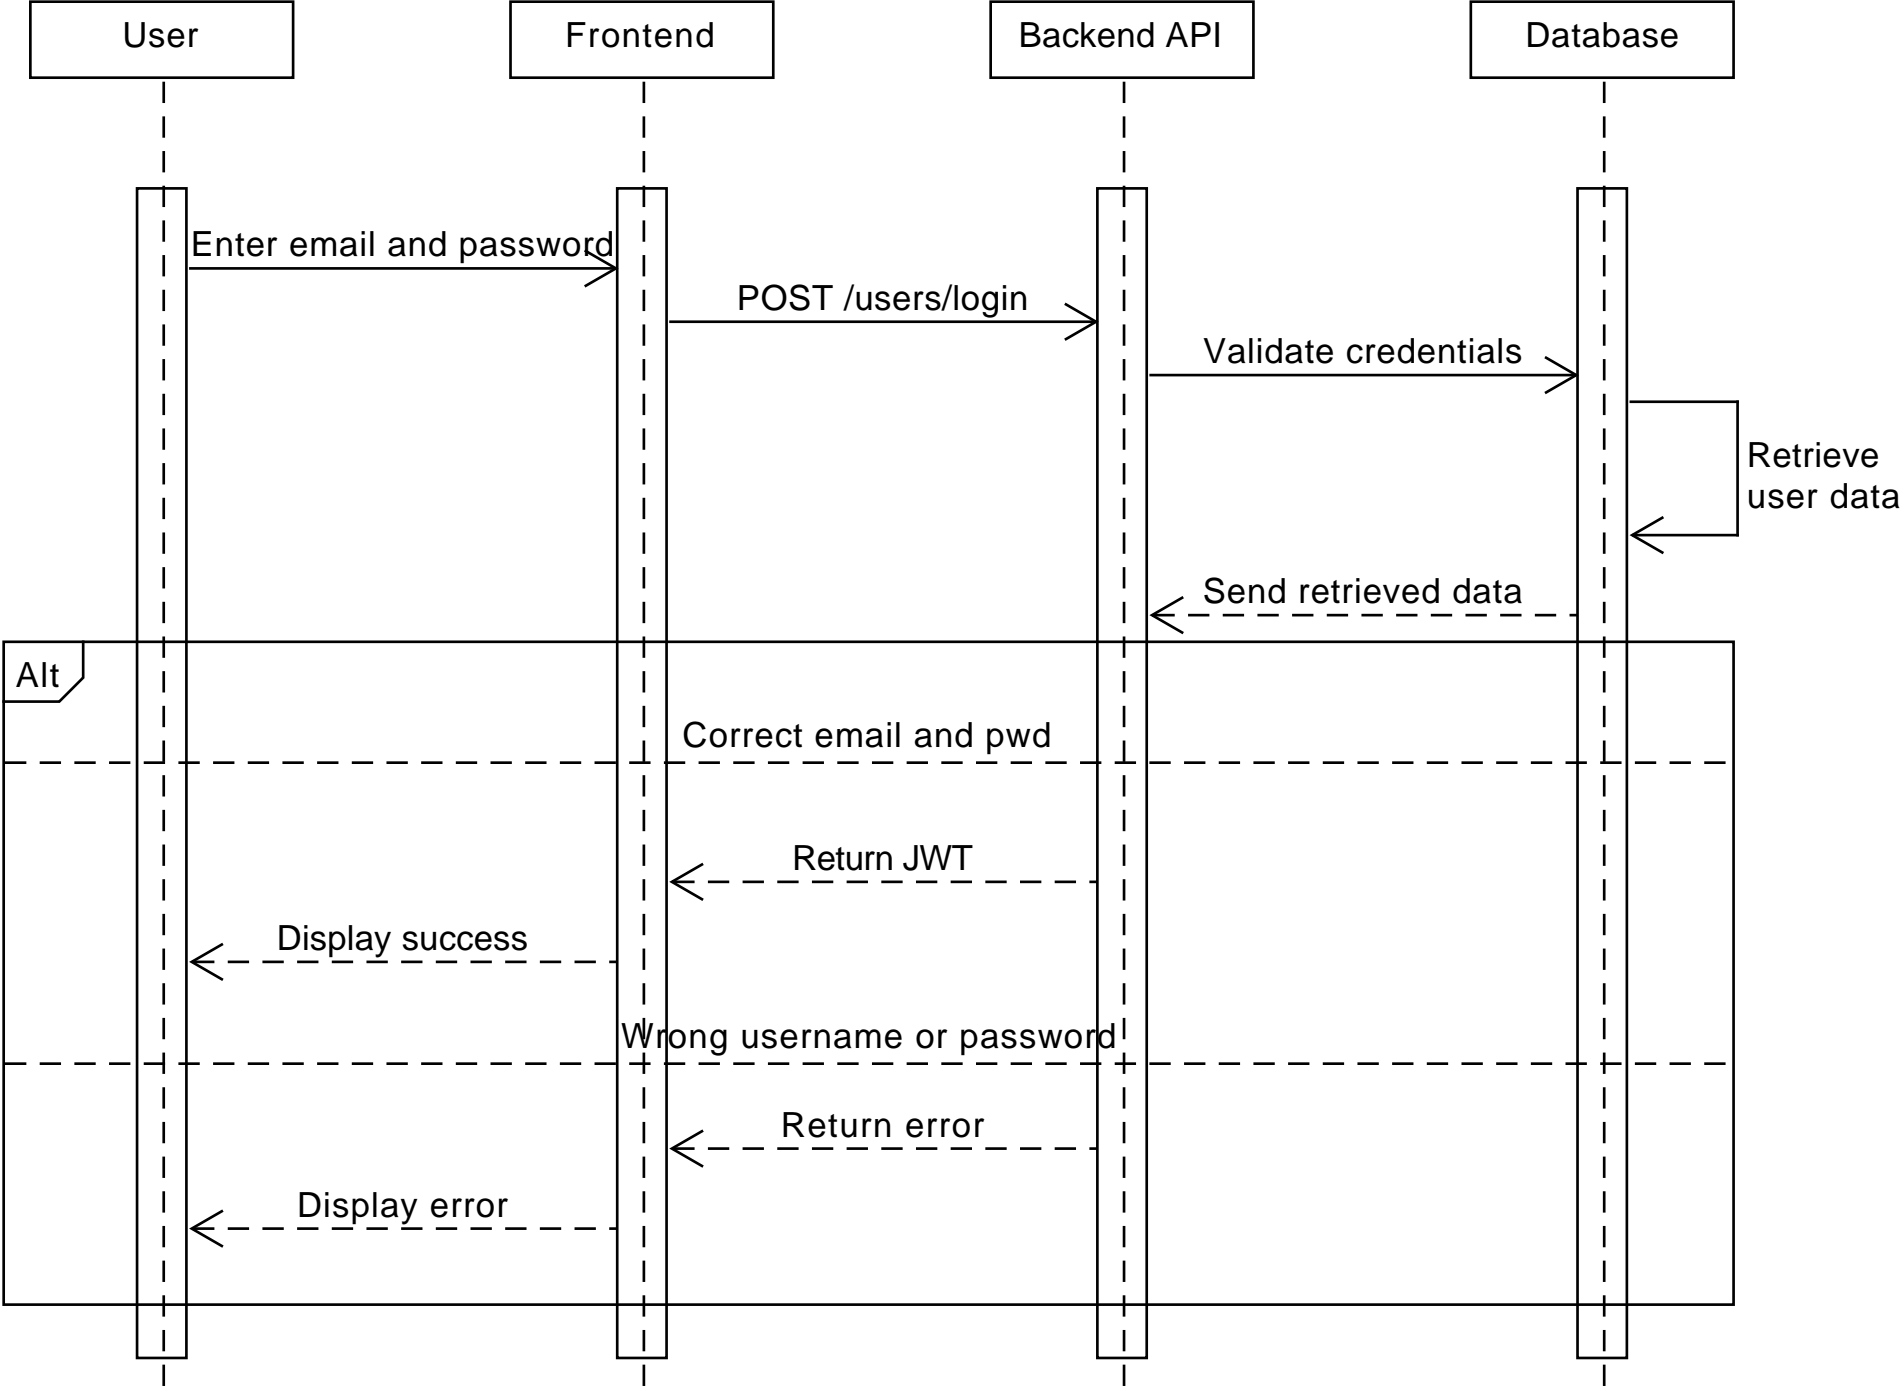 User
Frontend
Backend API
Database
Enter email and password
POST /users/login
Validate credentials
Retrieve
user data
Send retrieved data
Alt
Correct email and pwd
Return JWT
Display success
Wrong username or password
Return error
Display error